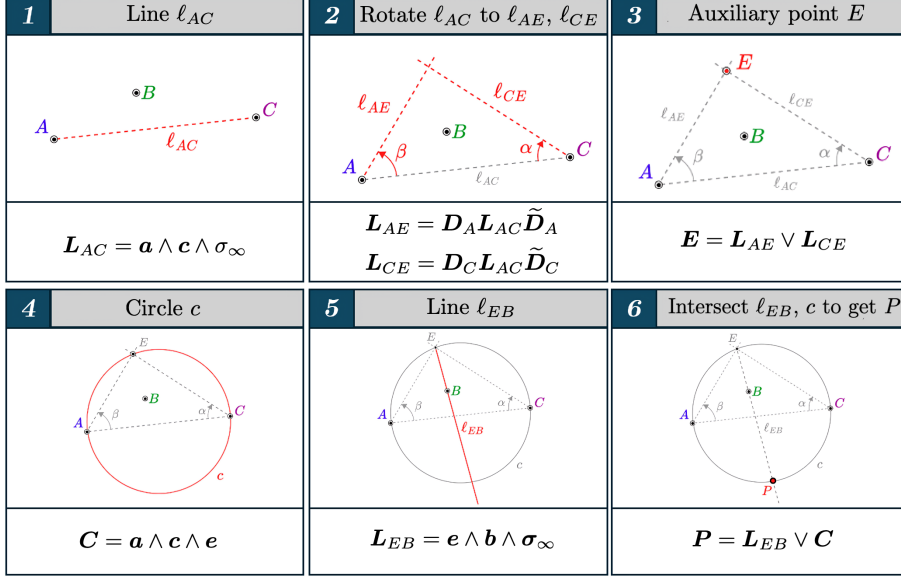 1 Line ℓ_AC
B
A
C
ℓ_AC
L_AC = a ∧ c ∧ σ_∞
2 Rotate ℓ_AC to ℓ_AE, ℓ_CE
ℓ_AE
ℓ_CE
B
A
β
α
C
ℓ_AC
L_AE = D_A L_AC D̃_A
L_CE = D_C L_AC D̃_C
3 Auxiliary point E
E
ℓ_AE
ℓ_CE
B
A
β
α
C
ℓ_AC
E = L_AE ∨ L_CE
4 Circle c
E
B
A
β
α
C
c
C = a ∧ c ∧ e
5 Line ℓ_EB
E
B
A
β
α
C
ℓ_EB
c
L_EB = e ∧ b ∧ σ_∞
6 Intersect ℓ_EB, c to get P
E
B
A
β
α
C
ℓ_EB
c
P
P = L_EB ∨ C